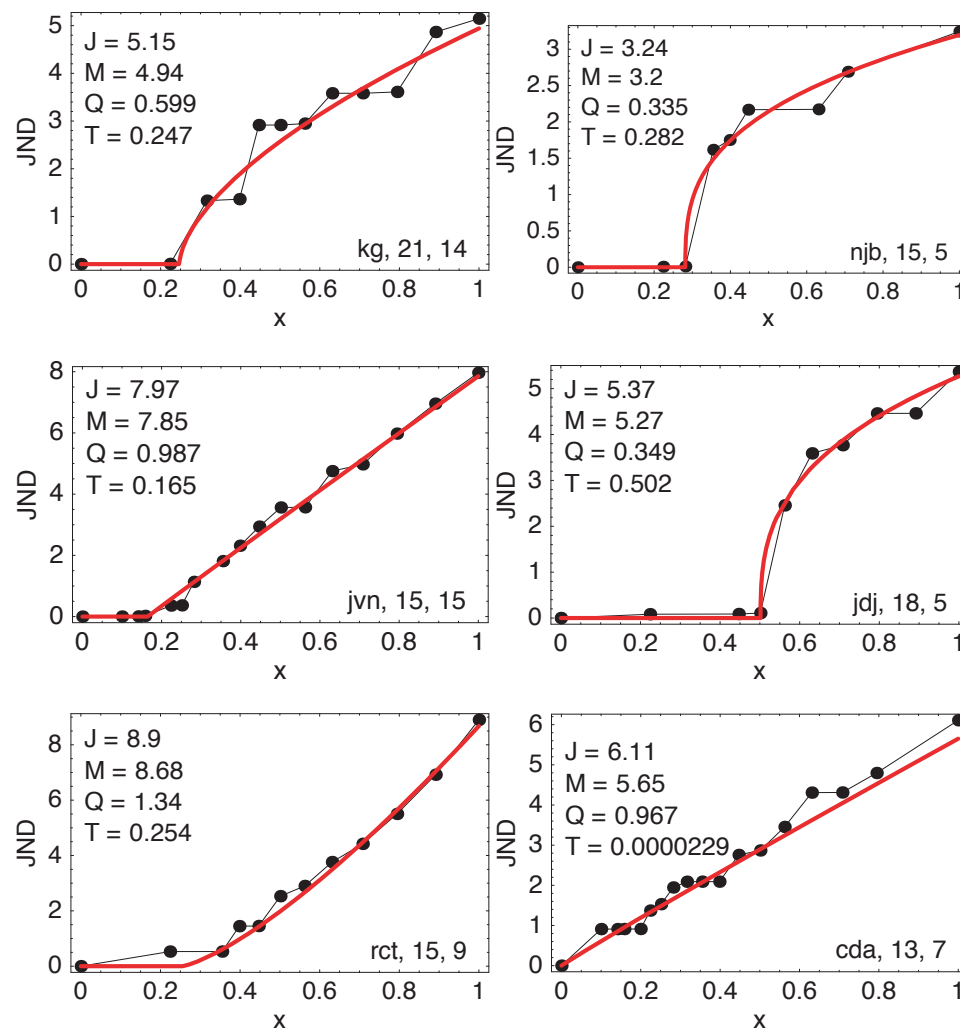 5
4
3
2
1
0
JND
J = 5.15
M = 4.94
Q = 0.599
T = 0.247
kg, 21, 14
0 0.2 0.4 0.6 0.8 1
x
3
2.5
2
1.5
1
0.5
0
JND
J = 3.24
M = 3.2
Q = 0.335
T = 0.282
njb, 15, 5
0 0.2 0.4 0.6 0.8 1
x
8
6
4
2
0
JND
J = 7.97
M = 7.85
Q = 0.987
T = 0.165
jvn, 15, 15
0 0.2 0.4 0.6 0.8 1
x
5
4
3
2
1
0
JND
J = 5.37
M = 5.27
Q = 0.349
T = 0.502
jdj, 18, 5
0 0.2 0.4 0.6 0.8 1
x
8
6
4
2
0
JND
J = 8.9
M = 8.68
Q = 1.34
T = 0.254
rct, 15, 9
0 0.2 0.4 0.6 0.8 1
x
6
5
4
3
2
1
0
JND
J = 6.11
M = 5.65
Q = 0.967
T = 0.0000229
cda, 13, 7
0 0.2 0.4 0.6 0.8 1
x